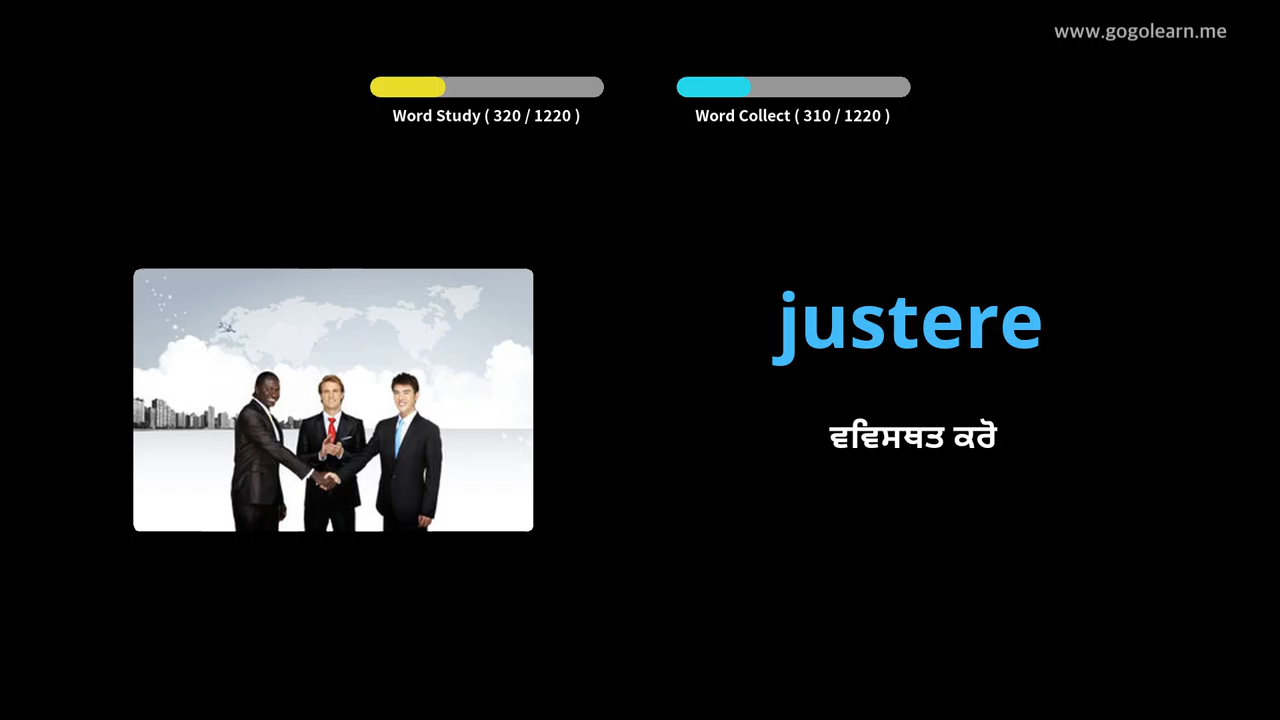 www.gogolearn.me
Word Study ( 320 / 1220 )
Word Collect ( 310 / 1220 )
justere
ਵਵਿਸਥਤ ਕਰੋ